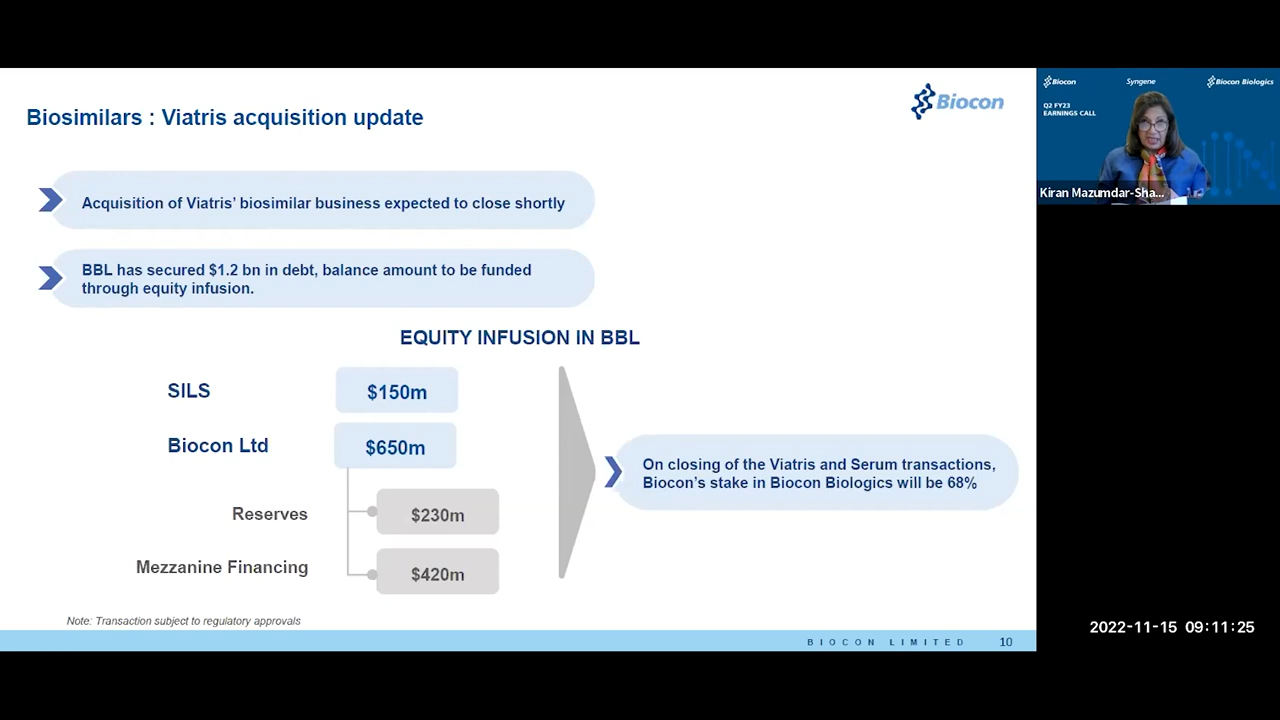 Biosimilars : Viatris acquisition update
Biocon
Acquisition of Viatris’ biosimilar business expected to close shortly
BBL has secured $1.2 bn in debt, balance amount to be funded
through equity infusion.
EQUITY INFUSION IN BBL
SILS
$150m
Biocon Ltd
$650m
Reserves
$230m
Mezzanine Financing
$420m
On closing of the Viatris and Serum transactions,
Biocon’s stake in Biocon Biologics will be 68%
Note: Transaction subject to regulatory approvals
BIOCON LIMITED
10
Biocon
Syngene
Biocon Biologics
Q2 FY23
EARNINGS CALL
Kiran Mazumdar-Sha...
2022-11-15 09:11:25